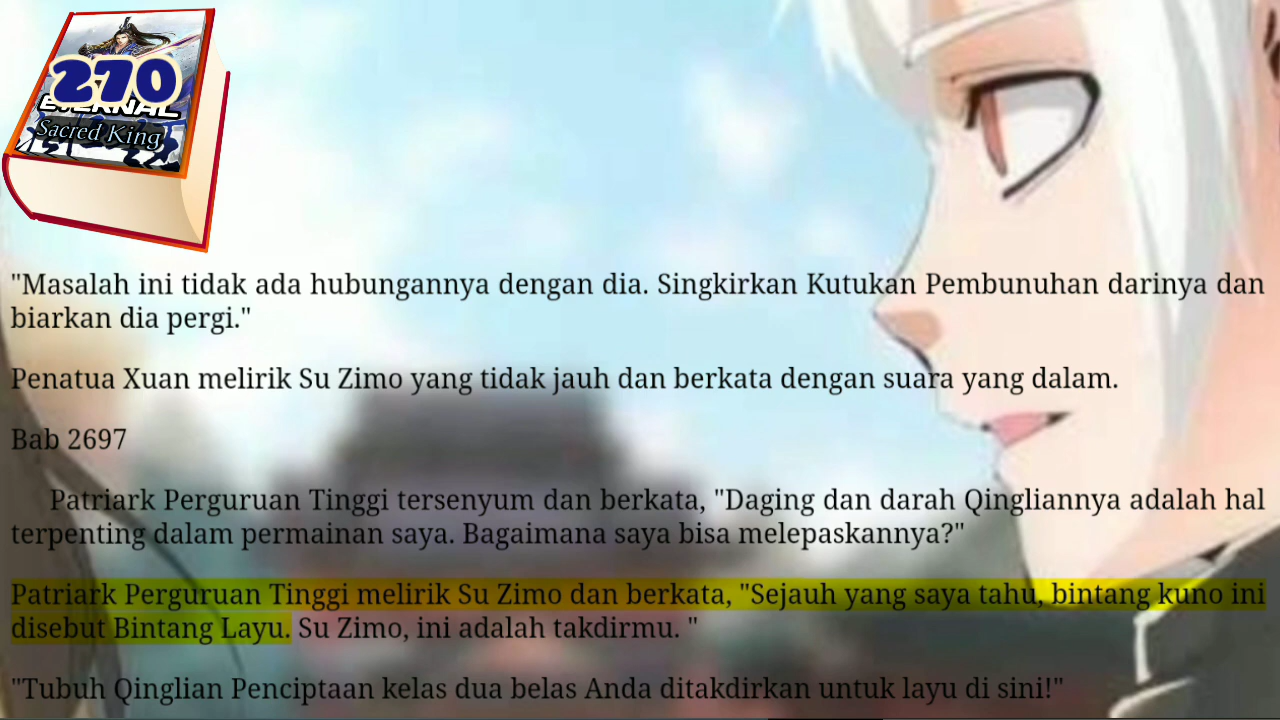 270
ETERNAL
Sacred King
"Masalah ini tidak ada hubungannya dengan dia. Singkirkan Kutukan Pembunuhan darinya dan
biarkan dia pergi."
Penatua Xuan melirik Su Zimo yang tidak jauh dan berkata dengan suara yang dalam.
Bab 2697
Patriark Perguruan Tinggi tersenyum dan berkata, "Daging dan darah Qingliannya adalah hal
terpenting dalam permainan saya. Bagaimana saya bisa melepaskannya?"
Patriark Perguruan Tinggi melirik Su Zimo dan berkata, "Sejauh yang saya tahu, bintang kuno ini
disebut Bintang Layu. Su Zimo, ini adalah takdirmu. "
"Tubuh Qinglian Penciptaan kelas dua belas Anda ditakdirkan untuk layu di sini!"